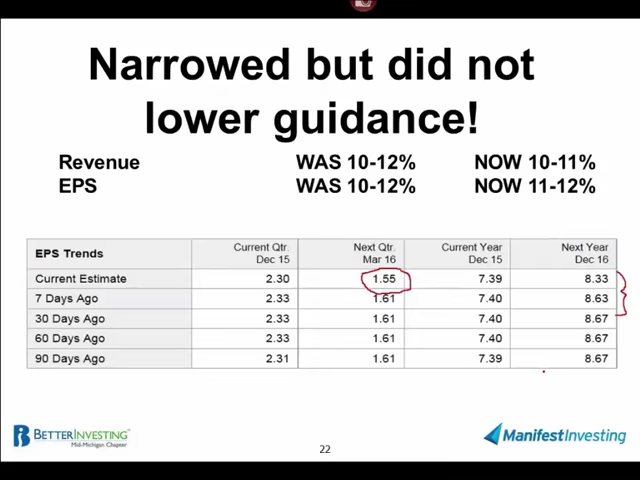 Narrowed but did not
lower guidance!
Revenue WAS 10-12% NOW 10-11%
EPS WAS 10-12% NOW 11-12%
EPS Trends Current Qtr. Dec 15 Next Qtr. Mar 16 Current Year Dec 15 Next Year Dec 16
Current Estimate 2.30 1.55 7.39 8.33
7 Days Ago 2.33 1.61 7.40 8.63
30 Days Ago 2.33 1.61 7.40 8.67
60 Days Ago 2.33 1.61 7.40 8.67
90 Days Ago 2.31 1.61 7.39 8.67
BETTERINVESTING™
Mid-Michigan Chapter
22
ManifestInvesting